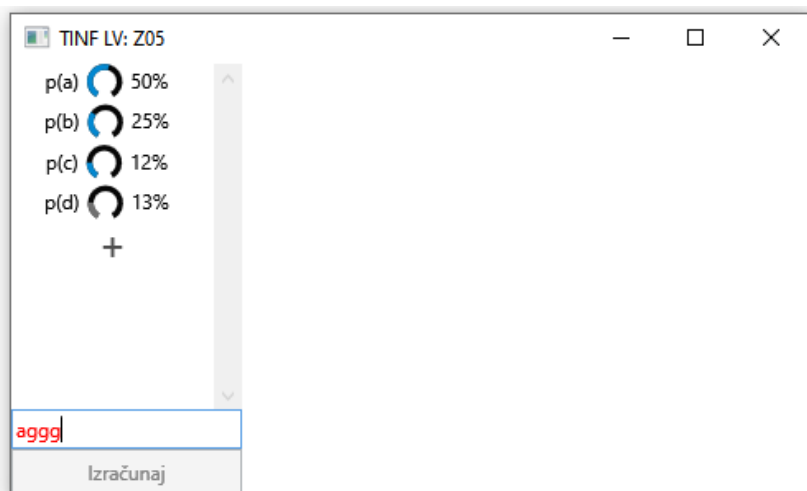 TINF LV: Z05
p(a) 50%
p(b) 25%
p(c) 12%
p(d) 13%
+
aggg
Izračunaj